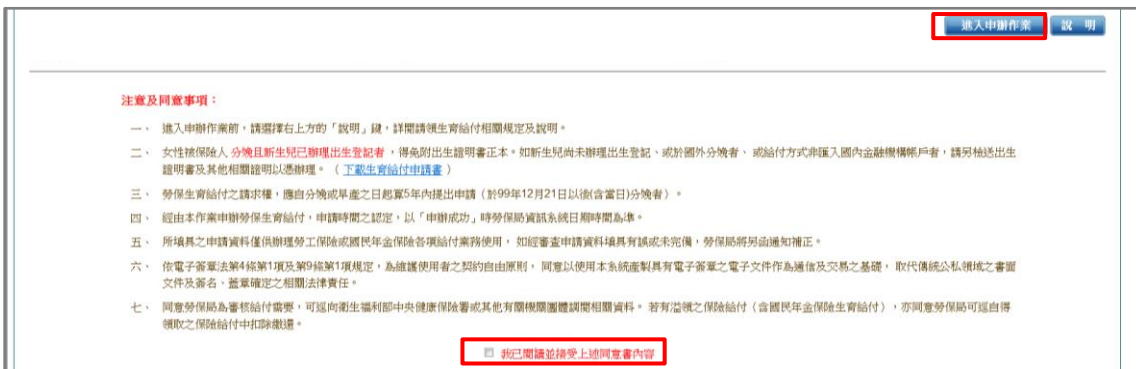 進入申辦作業
說 明
注意及同意事項:
一、 進入申辦作業前,請選擇右上方的「說明」鍵,詳閱請領生育給付相關規定及說明。
二、 女性被保險人分娩且新生兒已辦理出生登記者,得免附出生證明書正本。如新生兒尚未辦理出生登記、或於國外分娩者、 或給付方式非匯入國內金融機構帳戶者,請另檢送出生
證明書及其他相關證明以憑辦理。 ( 下載生育給付申請書 )
三、 勞保生育給付之請求權,應自分娩或早產之日起算5年內提出申請(於99年12月21日以後(含當日)分娩者)。
四、 經由本作業申辦勞保生育給付,申請時間之認定,以「申辦成功」時勞保局資訊系統日期時間為準。
五、 所填具之申請資料僅供辦理勞工保險或國民年金保險各項給付業務使用, 如經審查申請資料填具有誤或未完備,勞保局將另函通知補正。
六、 依電子簽章法第4條第1項及第9條第1項規定,為維護使用者之契約自由原則, 同意以使用本系統產製具有電子簽章之電子文件作為通信及交易之基礎, 取代傳統公私領域之書面
文件及簽名、蓋章確定之相關法律責任。
七、 同意勞保局為審核給付需要,可逕向衛生福利部中央健康保險署或其他有關機關團體調閱相關資料。 若有溢領之保險給付(含國民年金保險生育給付),亦同意勞保局可逕自得
領取之保險給付中扣除繳還。
我已閱讀並接受上述同意書內容